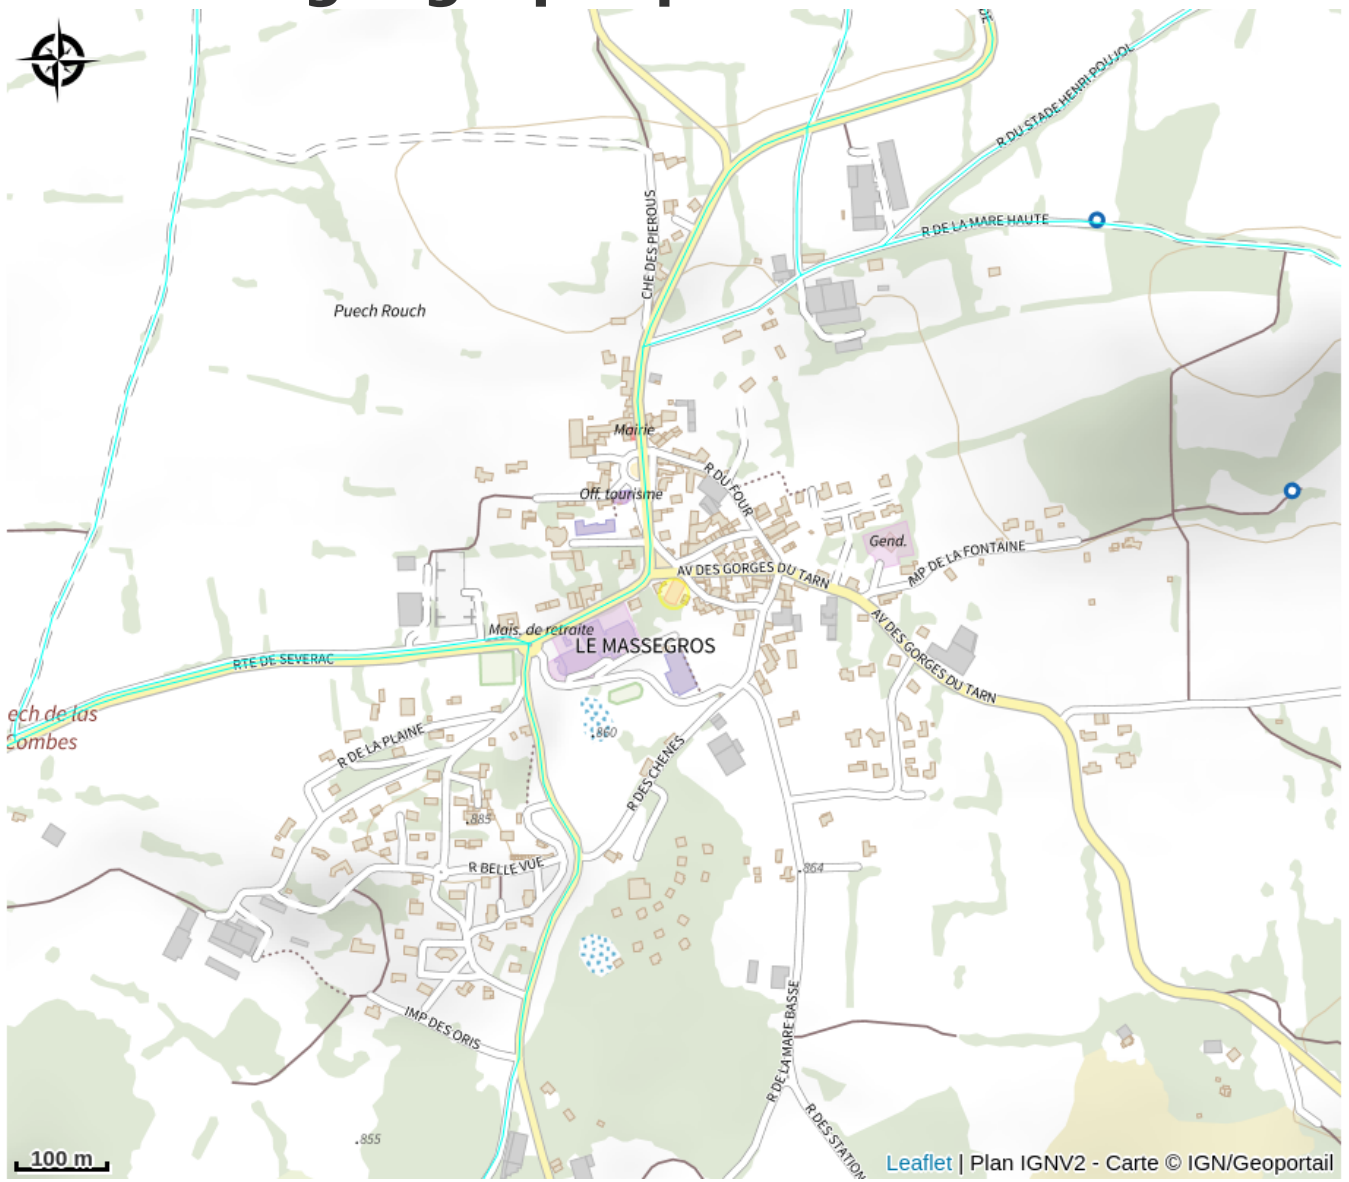 R DU STADE HENRI POUJOL
CHE DES PIEROUS
R DE LA MARE HAUTE
Puech Rouch
Mairie
R DU FOUR
Off. tourisme
Gend.
IMP DE LA FONTAINE
AV DES GORGES DU TARN
AV DES GORGES DU TARN
Mais. de retraite
LE MASSEGROS
RTE DE SEVERAC
ech de las
Combes
R DE LA PLAINE
.860
R DES CHENES
.885
R BELLE VUE
.864
IMP DES ORIS
R DE LA MARE BASSE
R DES STATION
.855
100 m
Leaflet | Plan IGNV2 - Carte © IGN/Geoportail